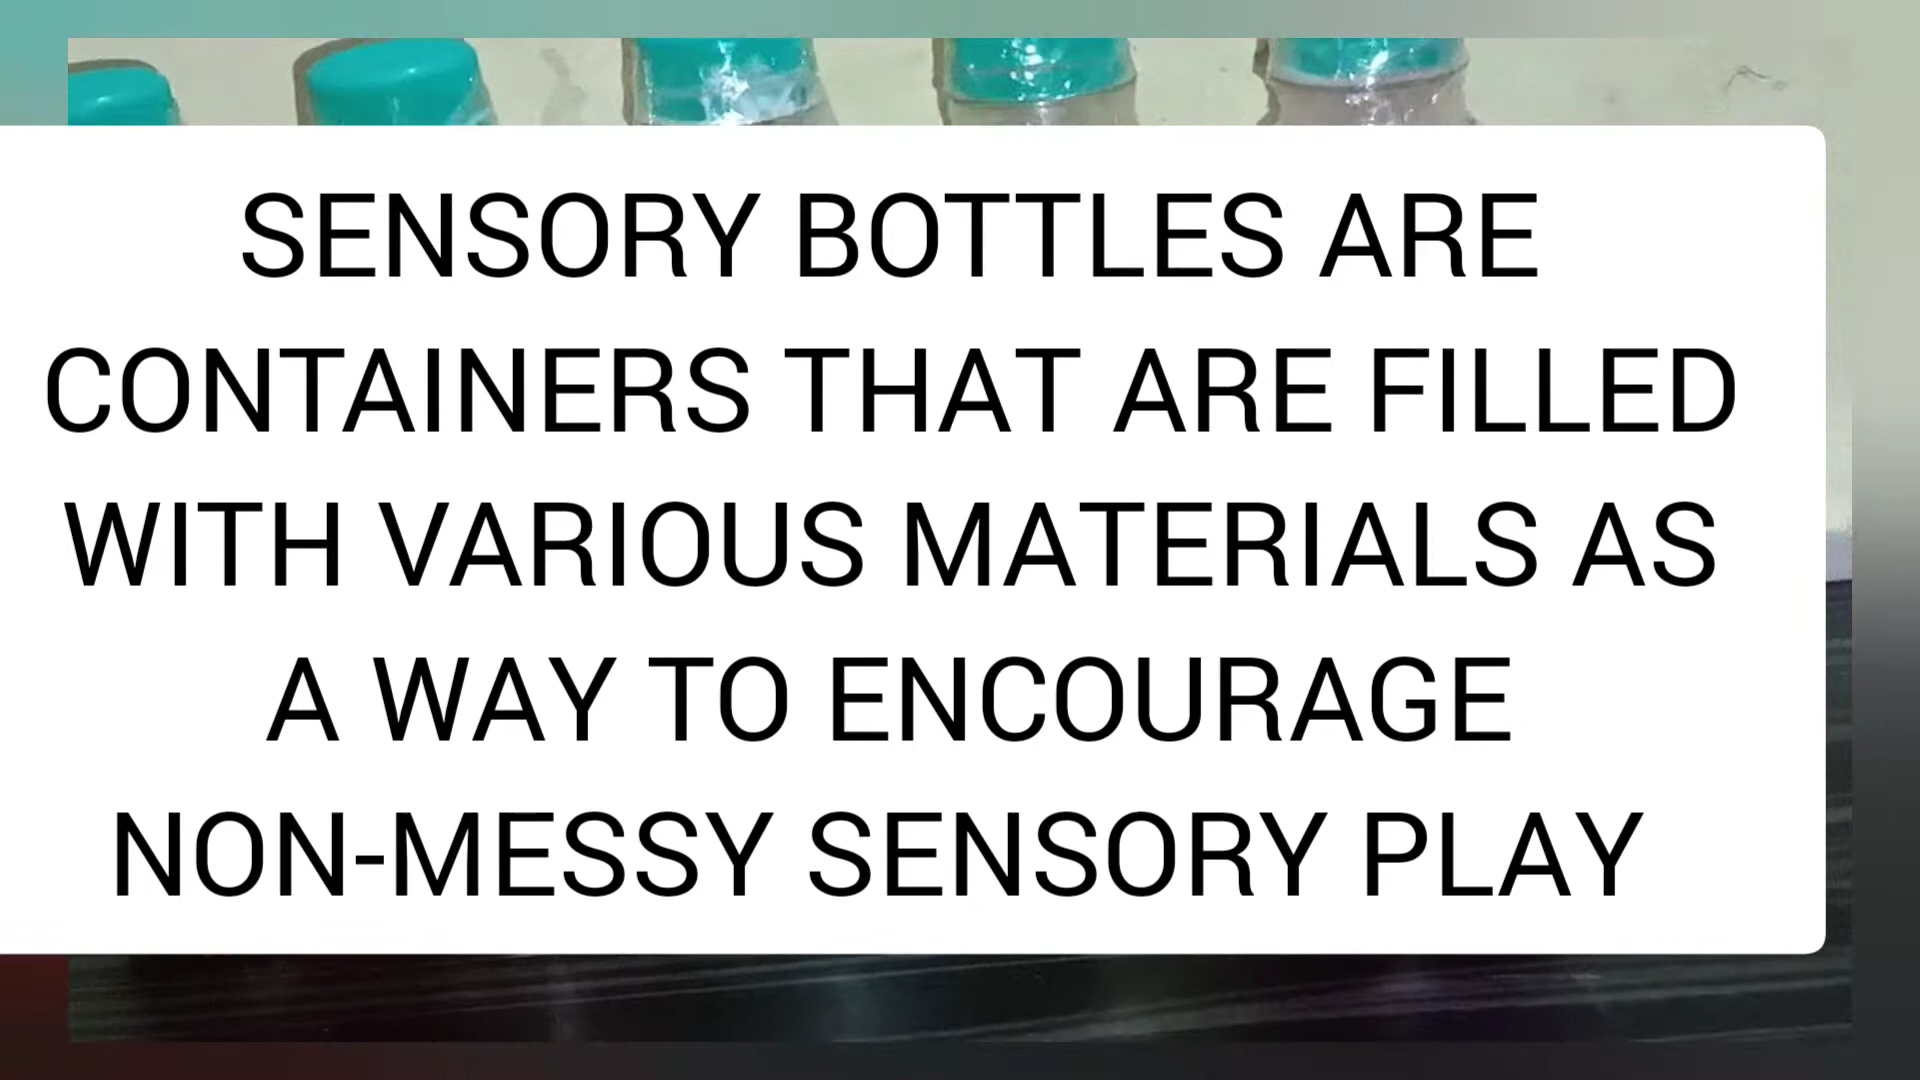 SENSORY BOTTLES ARE
CONTAINERS THAT ARE FILLED
WITH VARIOUS MATERIALS AS
A WAY TO ENCOURAGE
NON-MESSY SENSORY PLAY